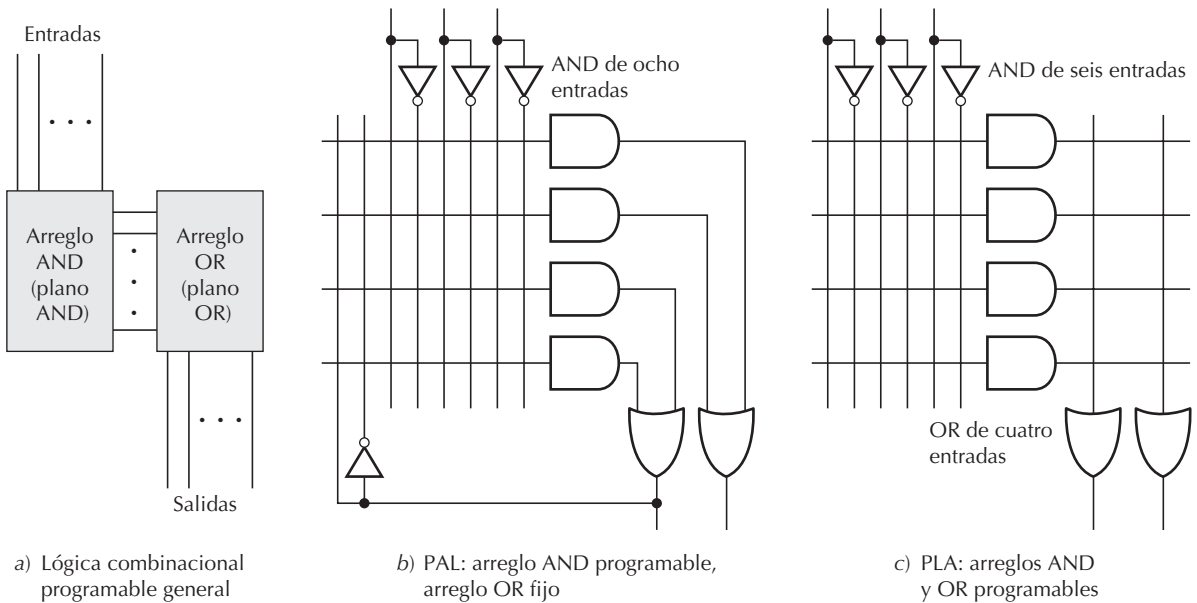 Entradas
Arreglo
AND
(plano
AND)
Arreglo
OR
(plano
OR)
Salidas
a) Lógica combinacional
programable general
AND de ocho
entradas
b) PAL: arreglo AND programable,
arreglo OR fijo
AND de seis entradas
OR de cuatro
entradas
c) PLA: arreglos AND
y OR programables